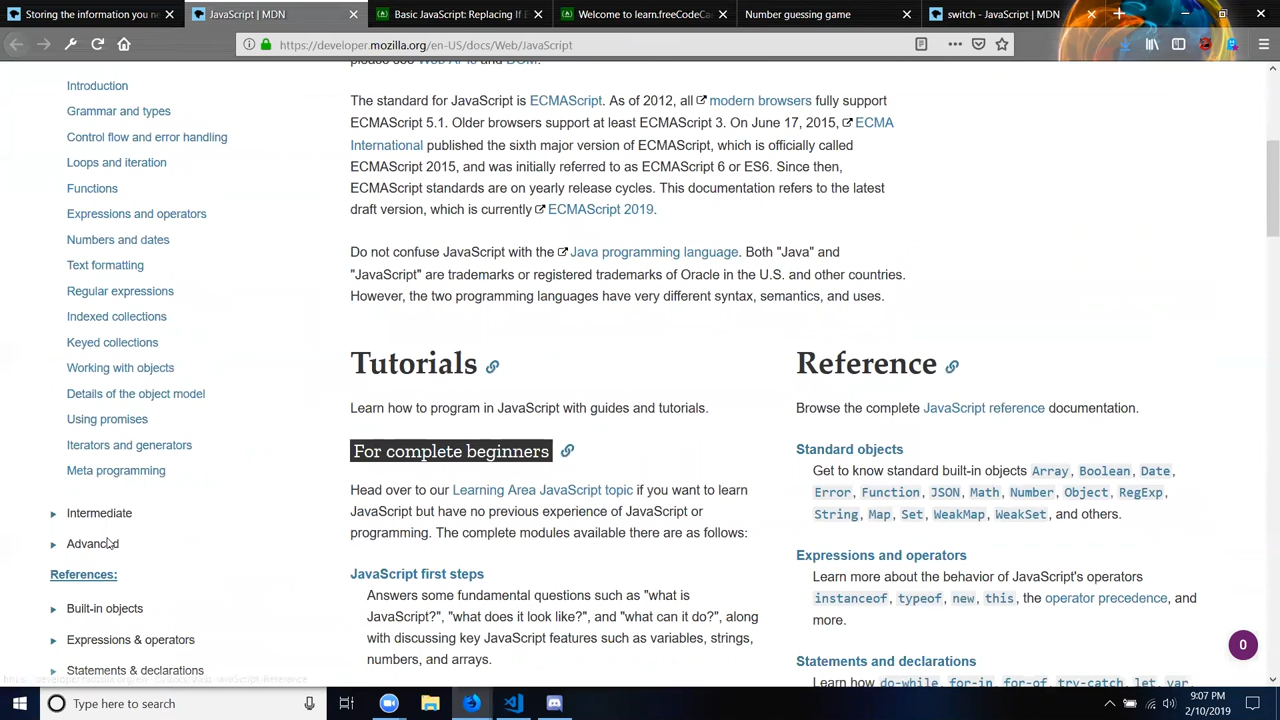 Storing the information you n
JavaScript | MDN
Basic JavaScript: Replacing If E
Welcome to learn.freeCodeCa
Number guessing game
switch - JavaScript | MDN
https://developer.mozilla.org/en-US/docs/Web/JavaScript
Introduction
Grammar and types
Control flow and error handling
Loops and iteration
Functions
Expressions and operators
Numbers and dates
Text formatting
Regular expressions
Indexed collections
Keyed collections
Working with objects
Details of the object model
Using promises
Iterators and generators
Meta programming
Intermediate
Advanced
References:
Built-in objects
Expressions & operators
Statements & declarations
please see Web APIs and DOM.
The standard for JavaScript is ECMAScript. As of 2012, all modern browsers fully support
ECMAScript 5.1. Older browsers support at least ECMAScript 3. On June 17, 2015, ECMA
International published the sixth major version of ECMAScript, which is officially called
ECMAScript 2015, and was initially referred to as ECMAScript 6 or ES6. Since then,
ECMAScript standards are on yearly release cycles. This documentation refers to the latest
draft version, which is currently ECMAScript 2019.
Do not confuse JavaScript with the Java programming language. Both "Java" and
"JavaScript" are trademarks or registered trademarks of Oracle in the U.S. and other countries.
However, the two programming languages have very different syntax, semantics, and uses.
Tutorials
Learn how to program in JavaScript with guides and tutorials.
For complete beginners
Head over to our Learning Area JavaScript topic if you want to learn
JavaScript but have no previous experience of JavaScript or
programming. The complete modules available there are as follows:
JavaScript first steps
Answers some fundamental questions such as "what is
JavaScript?", "what does it look like?", and "what can it do?", along
with discussing key JavaScript features such as variables, strings,
numbers, and arrays.
Reference
Browse the complete JavaScript reference documentation.
Standard objects
Get to know standard built-in objects Array, Boolean, Date,
Error, Function, JSON, Math, Number, Object, RegExp,
String, Map, Set, WeakMap, WeakSet, and others.
Expressions and operators
Learn more about the behavior of JavaScript's operators
instanceof, typeof, new, this, the operator precedence, and
more.
Statements and declarations
Learn how do-while, for-in, for-of, try-catch, let, var,
0
Type here to search
9:07 PM
2/10/2019